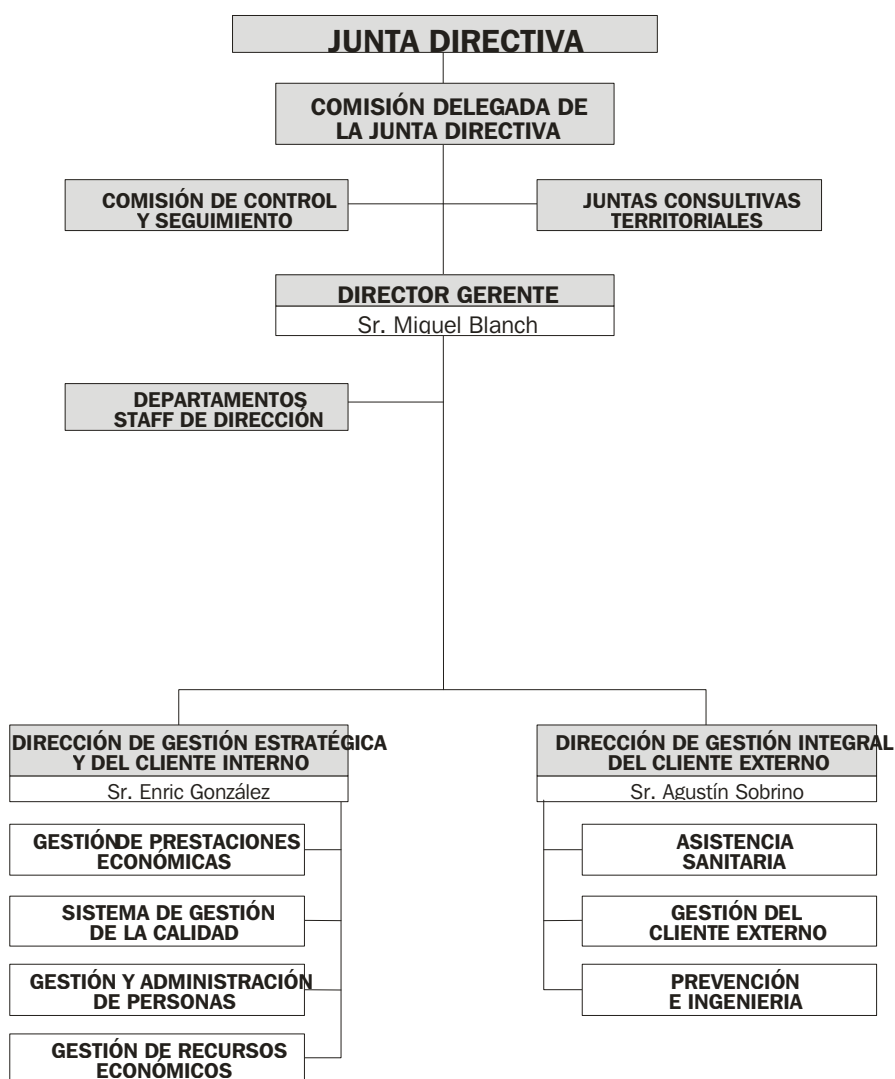 JUNTA DIRECTIVA
COMISIÓN DELEGADA DE
LA JUNTA DIRECTIVA
COMISIÓN DE CONTROL
Y SEGUIMIENTO
JUNTAS CONSULTIVAS
TERRITORIALES
DIRECTOR GERENTE
Sr. Miguel Blanch
DEPARTAMENTOS
STAFF DE DIRECCIÓN
DIRECCIÓN DE GESTIÓN ESTRATÉGICA
Y DEL CLIENTE INTERNO
Sr. Enric González
GESTIÓN DE PRESTACIONES
ECONÓMICAS
SISTEMA DE GESTIÓN
DE LA CALIDAD
GESTIÓN Y ADMINISTRACIÓN
DE PERSONAS
GESTIÓN DE RECURSOS
ECONÓMICOS
DIRECCIÓN DE GESTIÓN INTEGRAL
DEL CLIENTE EXTERNO
Sr. Agustín Sobrino
ASISTENCIA
SANITARIA
GESTIÓN DEL
CLIENTE EXTERNO
PREVENCIÓN
E INGENIERIA